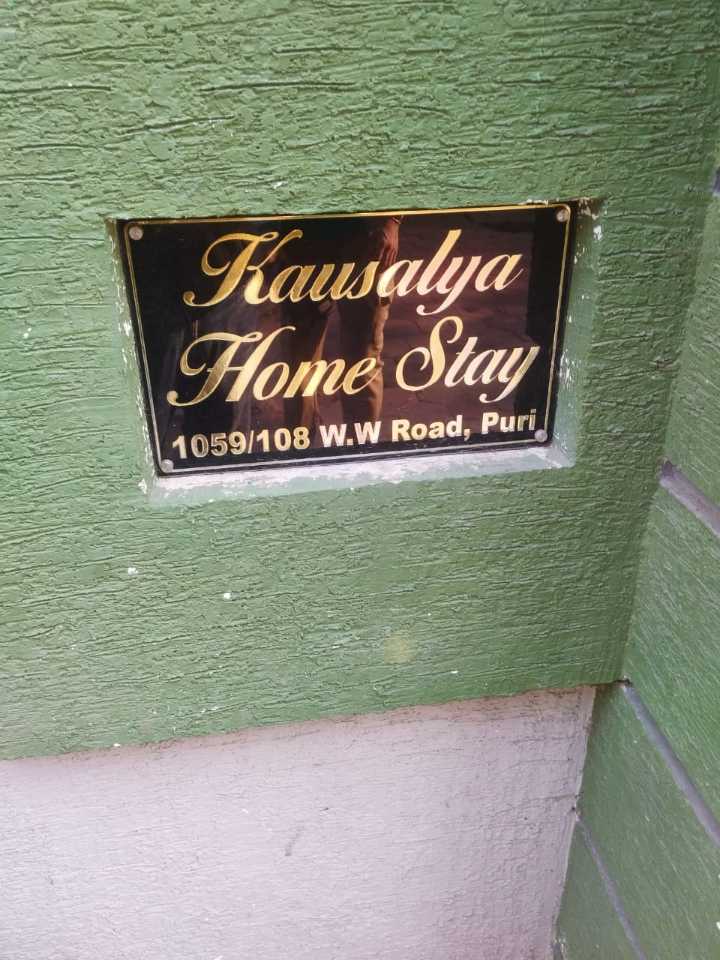 Kausalya
Home Stay
1059/108 W.W Road, Puri